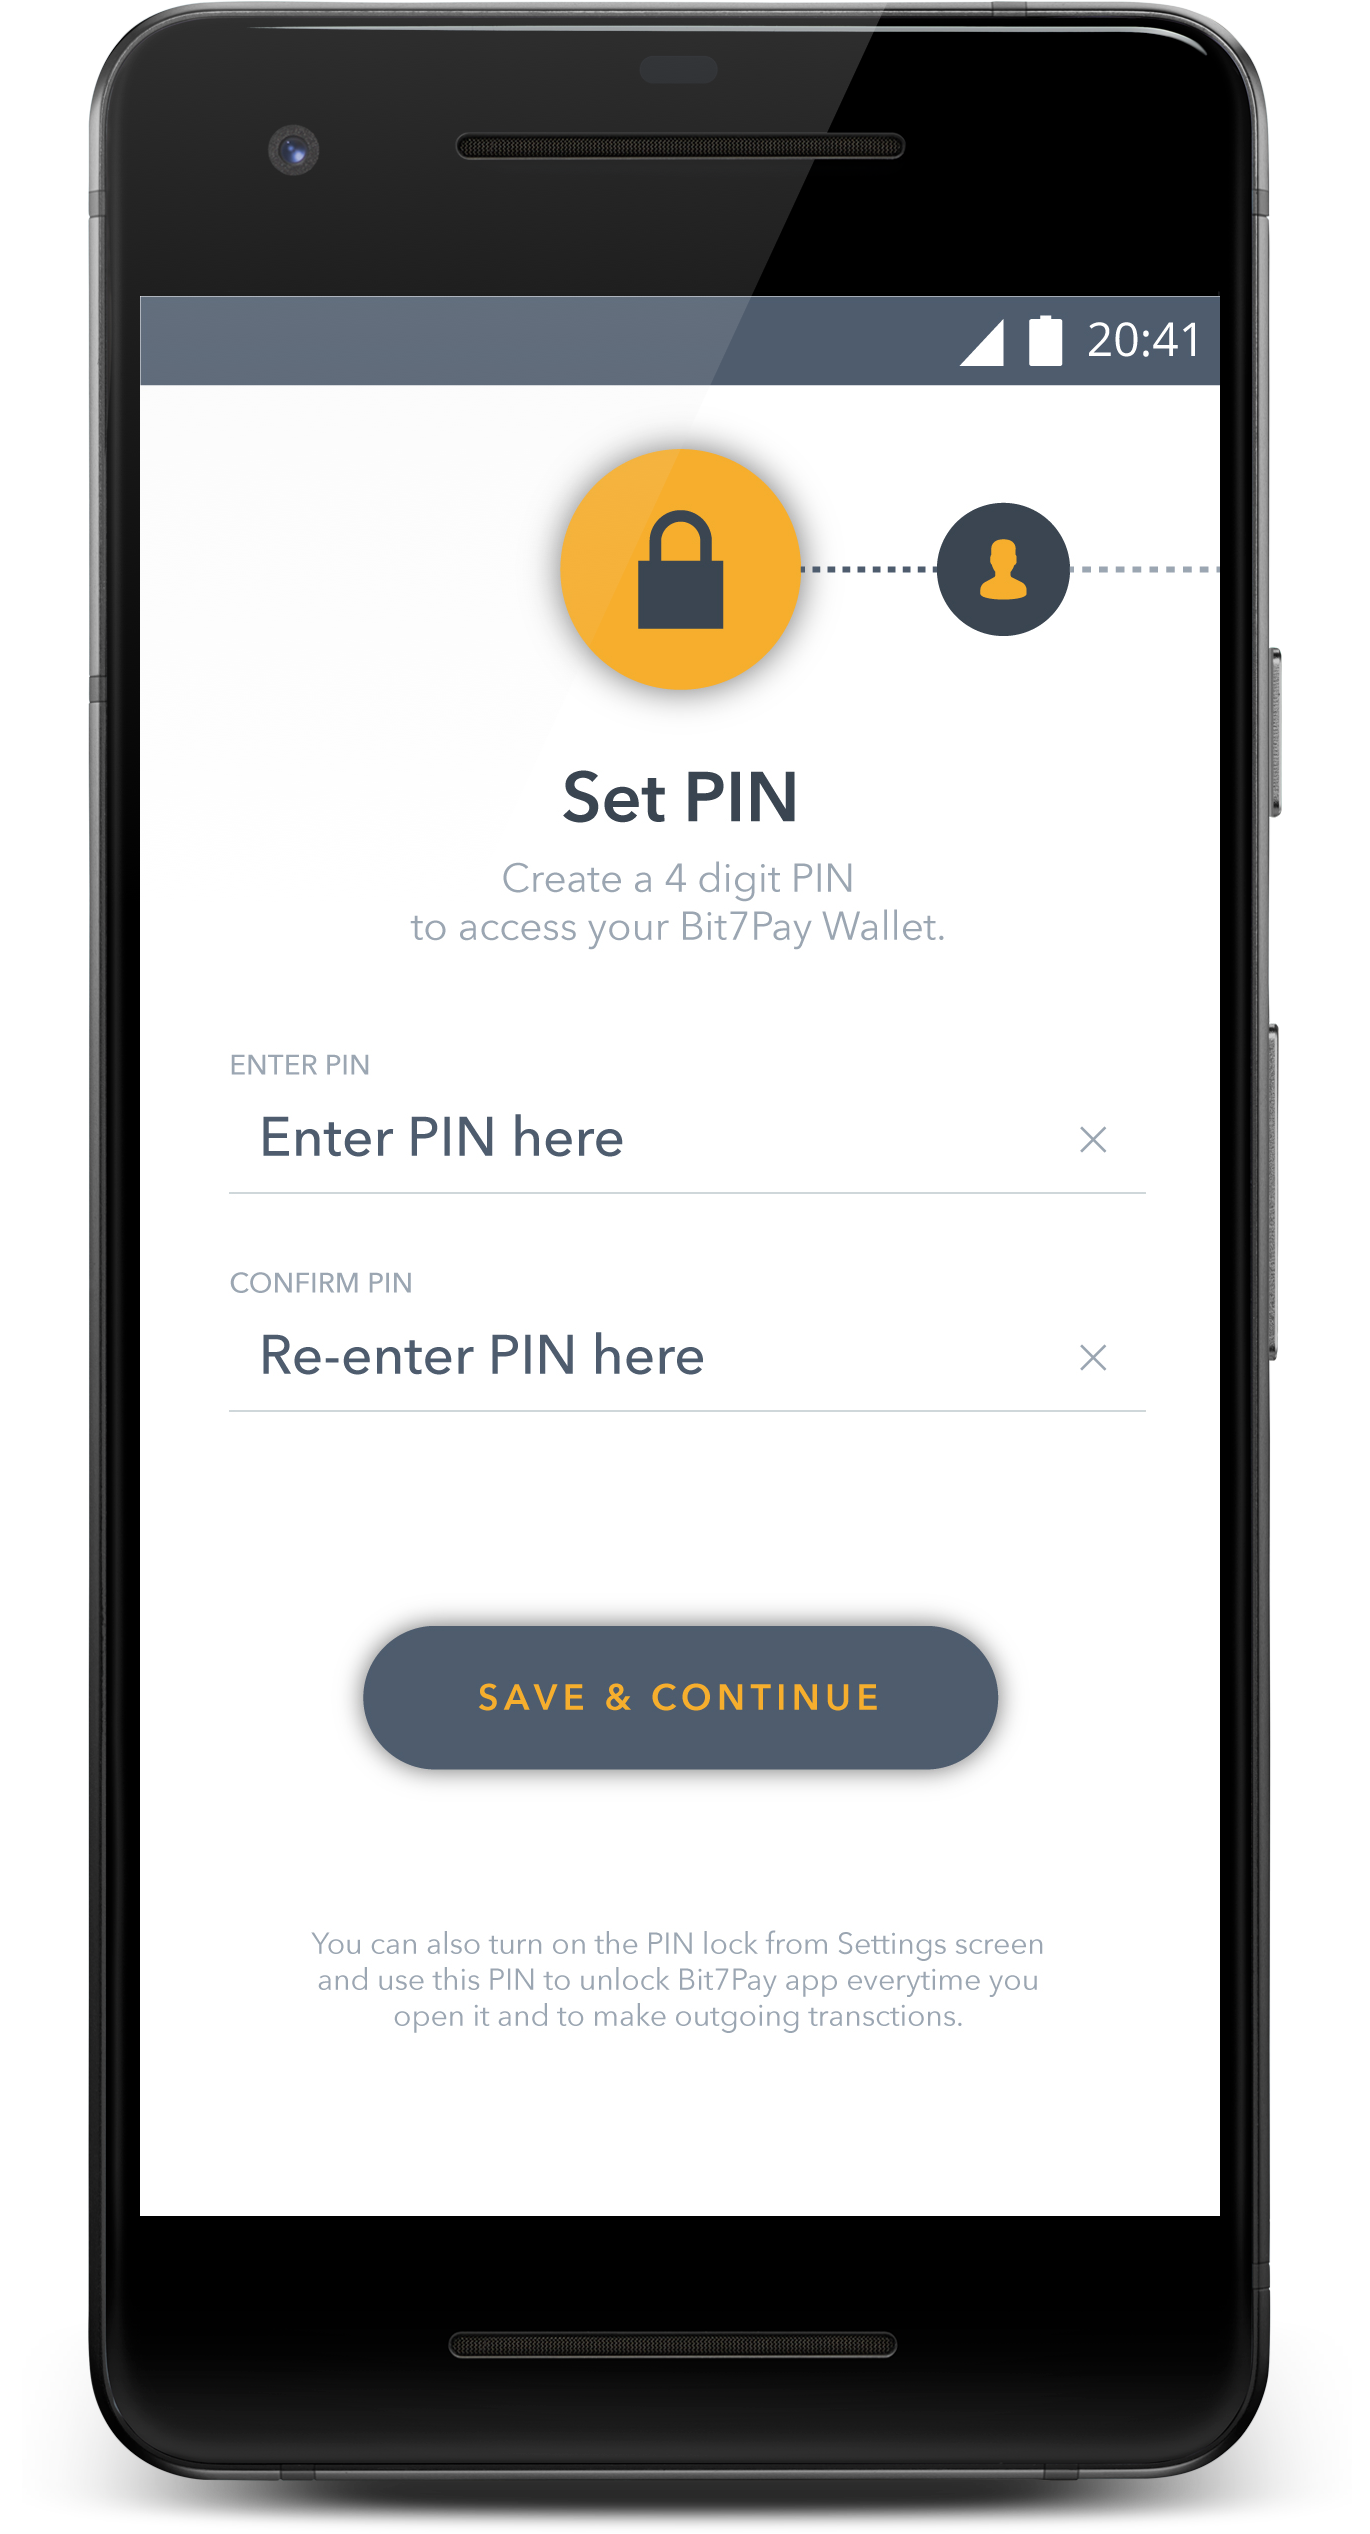 20:41
Set PIN
Create a 4 digit PIN
to access your Bit7Pay Wallet.
ENTER PIN
Enter PIN here
CONFIRM PIN
Re-enter PIN here
SAVE & CONTINUE
You can also turn on the PIN lock from Settings screen
and use this PIN to unlock Bit7Pay app everytime you
open it and to make outgoing transctions.